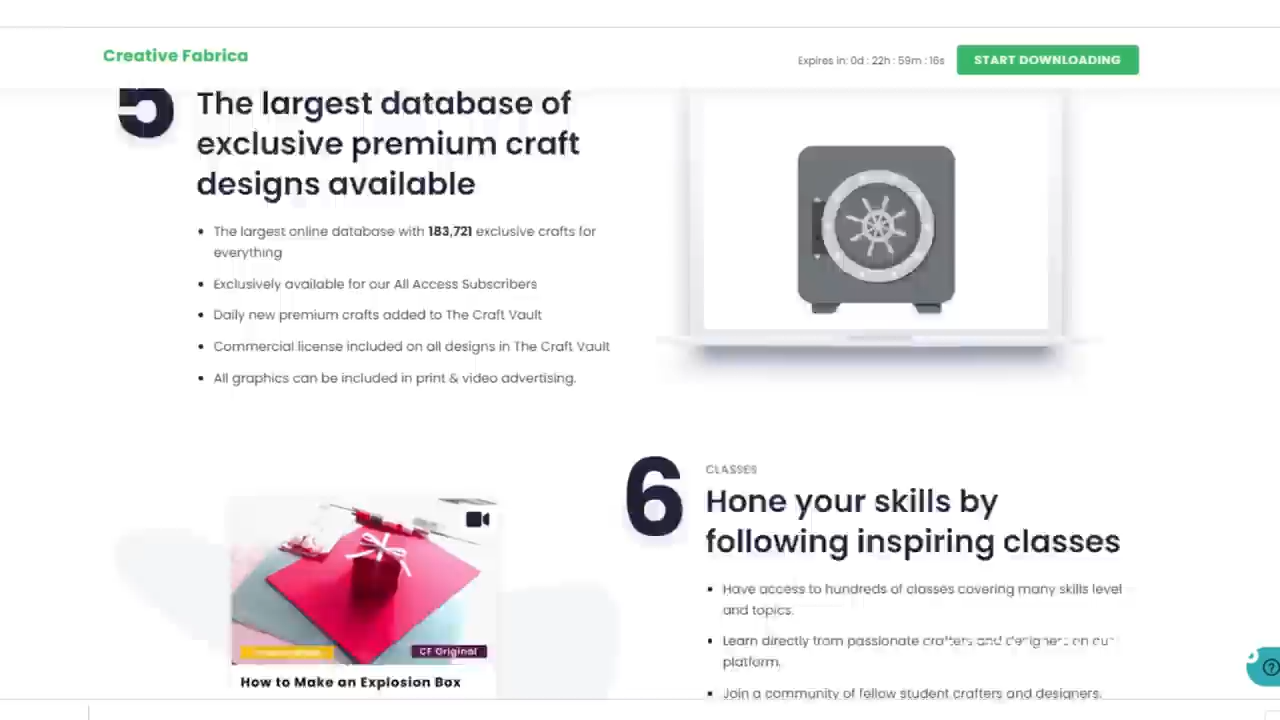 Creative Fabrica
Expires in: 0d : 22h : 59m : 16s
START DOWNLOADING
5
The largest database of
exclusive premium craft
designs available
The largest online database with 183,721 exclusive crafts for
everything
Exclusively available for our All Access Subscribers
Daily new premium crafts added to The Craft Vault
Commercial license included on all designs in The Craft Vault
All graphics can be included in print & video advertising.
6
CLASSES
Hone your skills by
following inspiring classes
Have access to hundreds of classes covering many skills level
and topics.
Learn directly from passionate crafters and designers on our
platform.
Join a community of fellow student crafters and designers.
CF Original
How to Make an Explosion Box